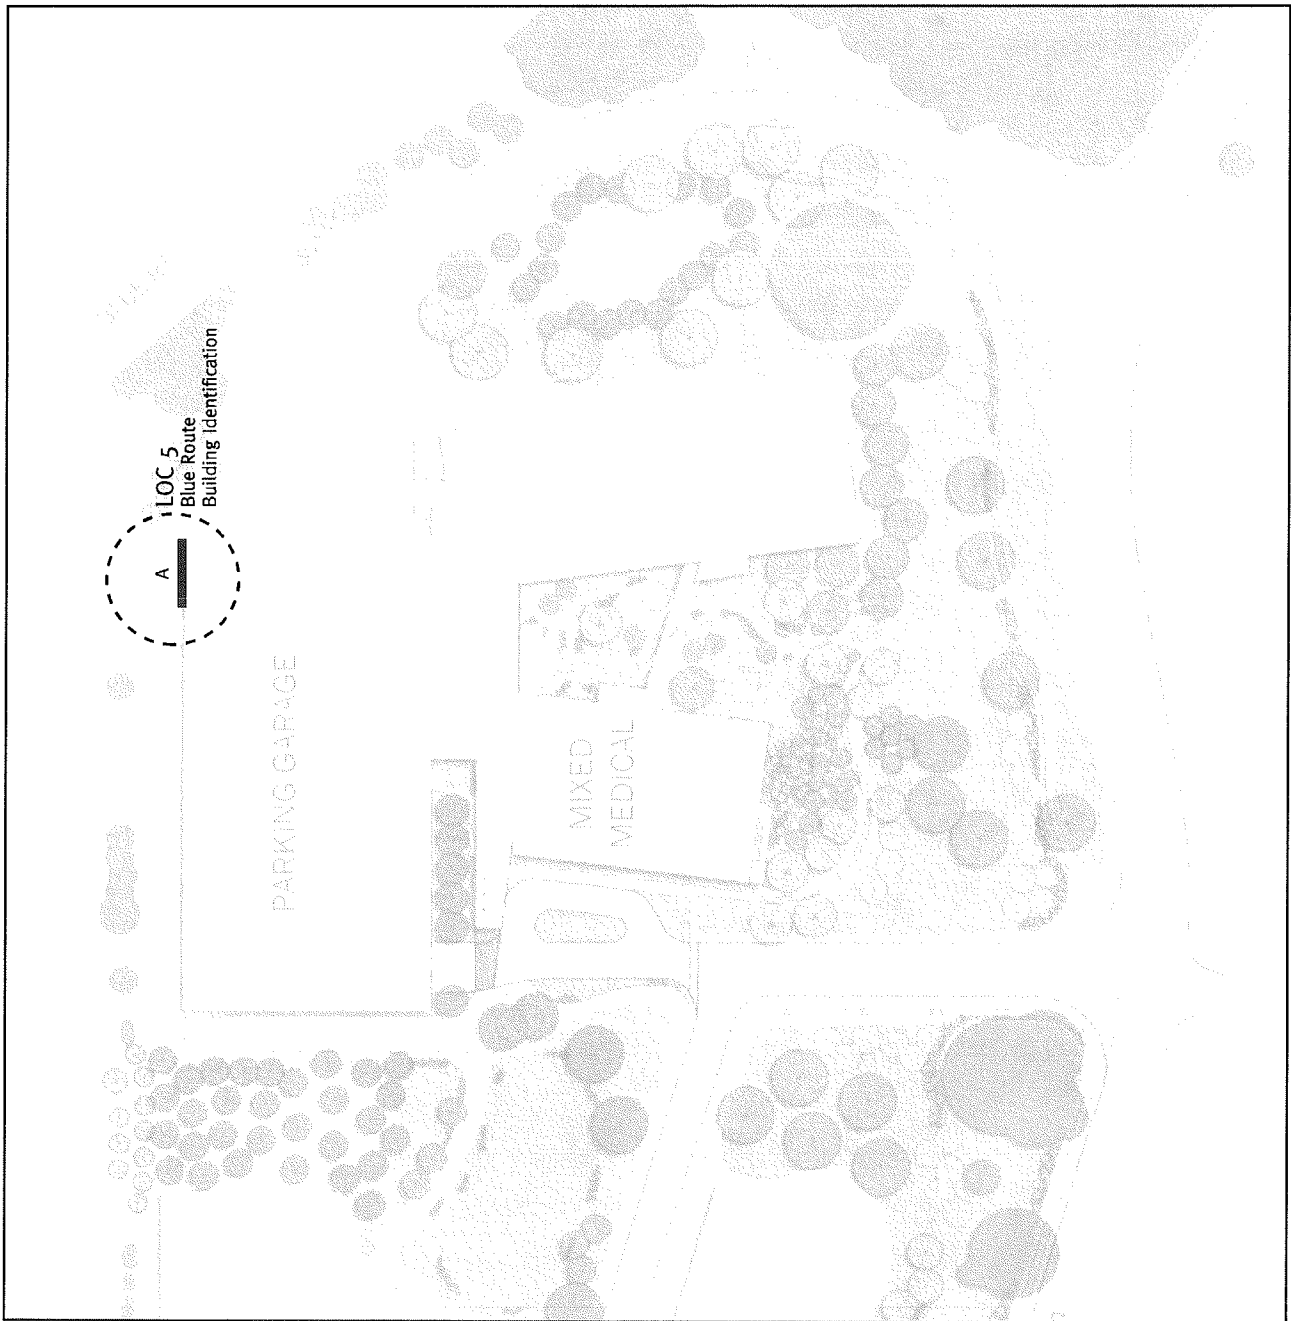 LOC 5
Blue Route
Building Identification
A
PARKING GARAGE
MIXED
MEDICAL